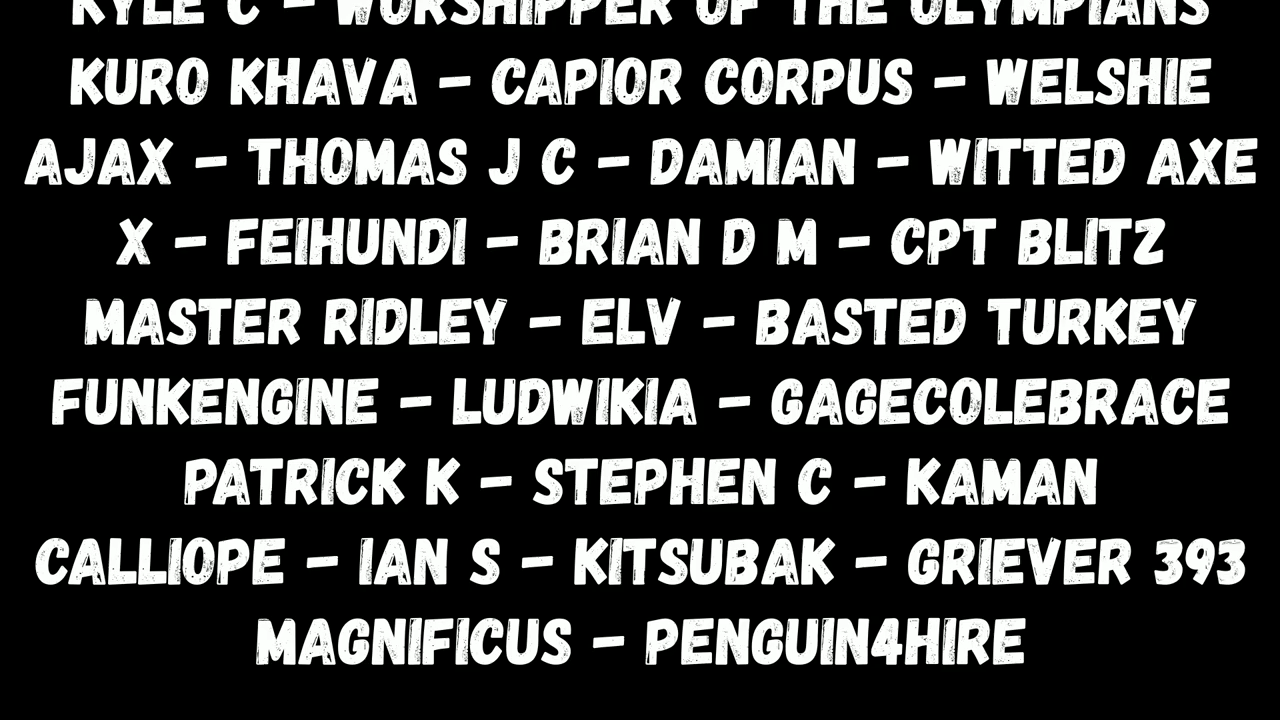 KYLE C - WORSHIPPER OF THE OLYMPIANS
KURO KHAVA - CAPIOR CORPUS - WELSHIE
AJAX - THOMAS J C - DAMIAN - WITTED AXE
X - FEIHUNDI - BRIAN D M - CPT BLITZ
MASTER RIDLEY - ELV - BASTED TURKEY
FUNKENGINE - LUDWIKIA - GAGECOLEBRACE
PATRICK K - STEPHEN C - KAMAN
CALLIOPE - IAN S - KITSUBAK - GRIEVER 393
MAGNIFICUS - PENGUIN4HIRE